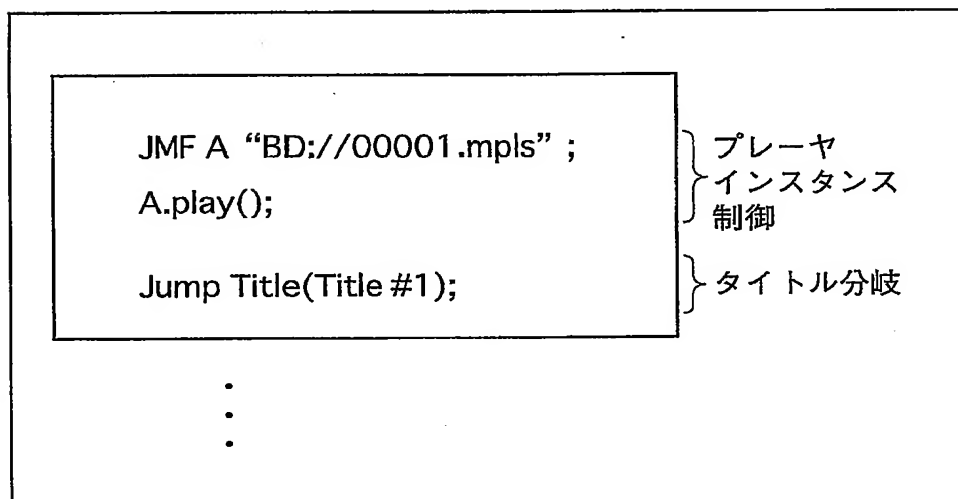 JMF A “BD://00001.mpls” ;
A.play();
プレーヤ
インスタンス
制御
Jump Title(Title #1);
タイトル分岐